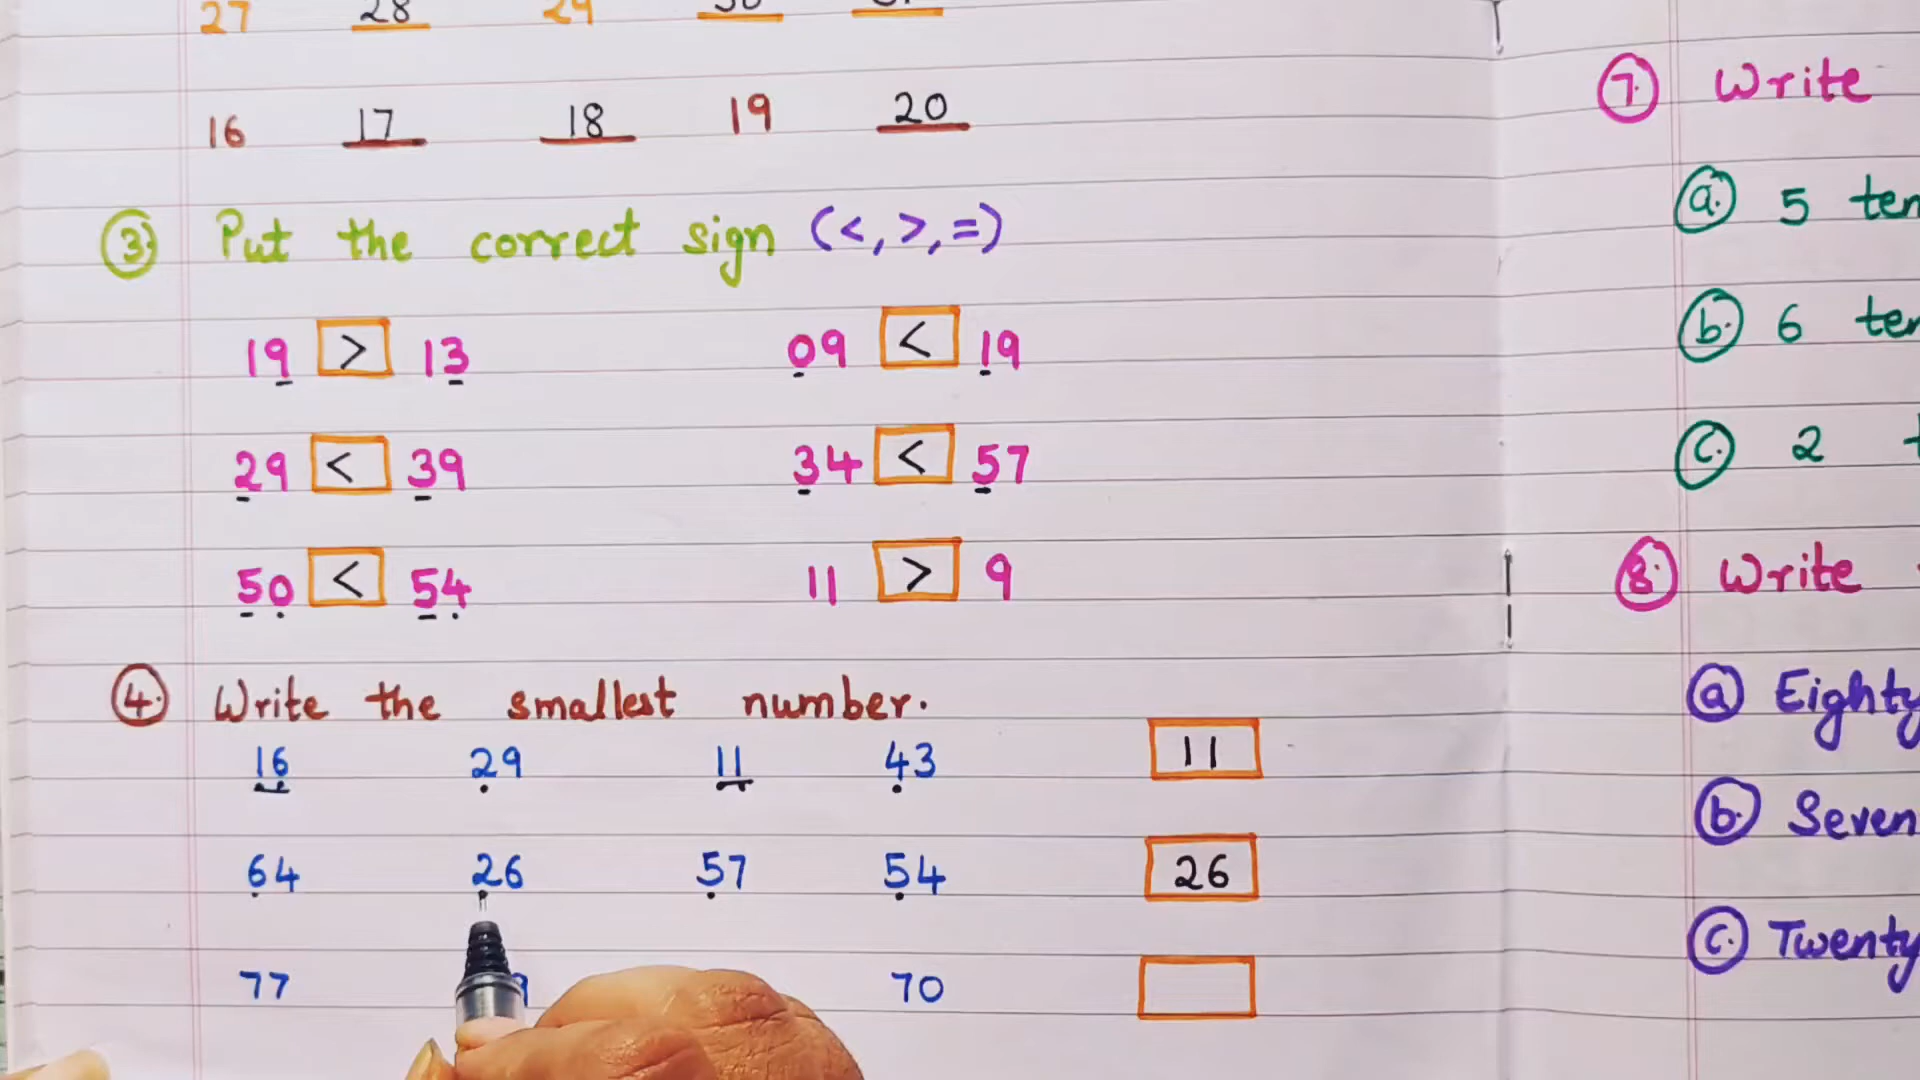 27 28 29 30 31
16 17 18 19 20
3. Put the correct sign (<, >, =)
19 > 13 09 < 19
29 < 39 34 < 57
50 < 54 11 > 9
4. Write the smallest number.
16 29 11 43 11
64 26 57 54 26
77 70
7. Write
a. 5
b. 6
c. 2
8. Write
a Eighty
b. Seven
c. Twenty